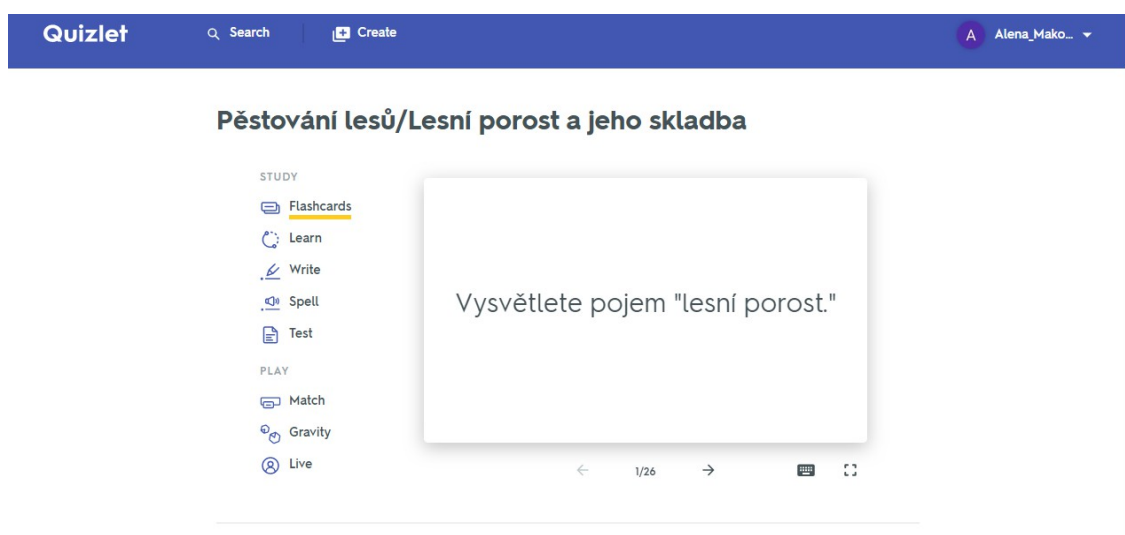 Quizlet
Search
Create
A
Alena_Mako...
Pěstování lesů/Lesní porost a jeho skladba
STUDY
Flashcards
Learn
Write
Spell
Test
PLAY
Match
Gravity
Live
Vysvětlete pojem "lesní porost."
1/26